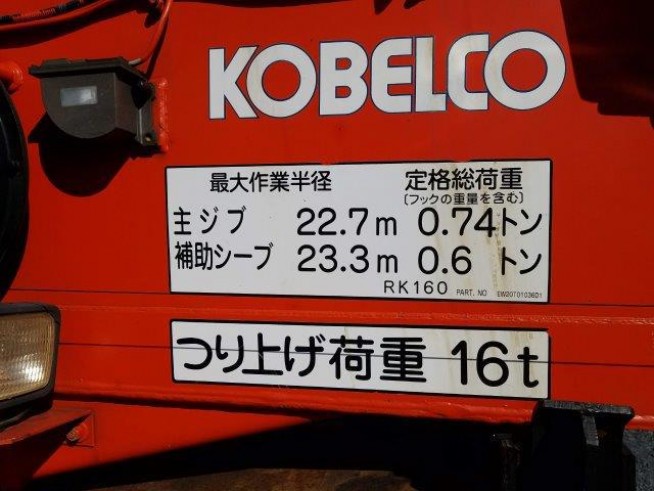 KOBELCO
最大作業半径 定格総荷重
(フックの重量を含む)
主ジブ 22.7m 0.74トン
補助シーブ 23.3m 0.6トン
RK160 PART. NO
つり上げ荷重 16t